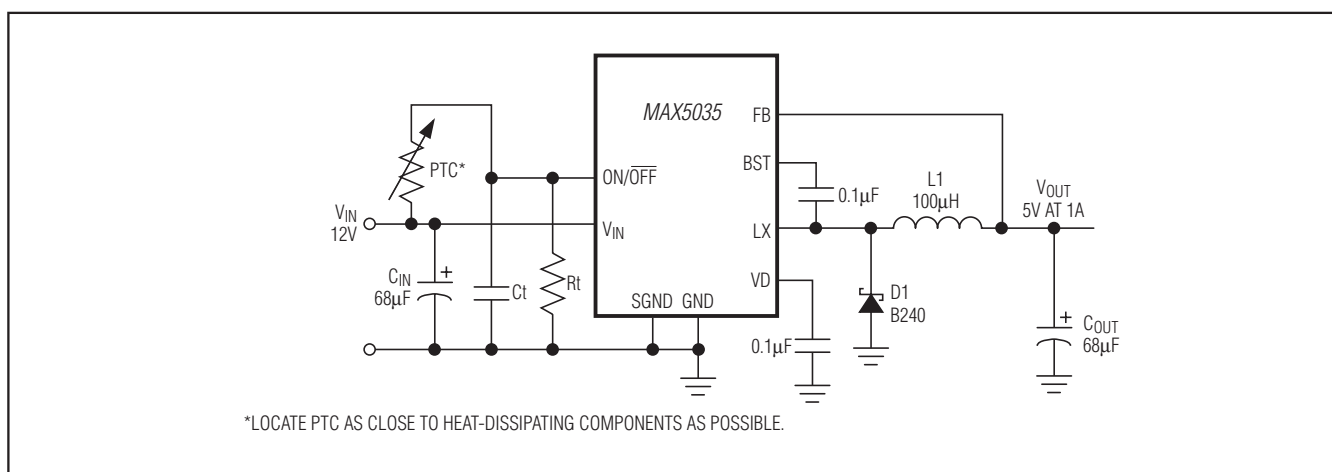 MAX5035
FB
BST
PTC*
ON/OFF
0.1μF
L1
100μH
VOUT
5V AT 1A
VIN
12V
VIN
LX
CIN
68μF
+
Ct
Rt
VD
D1
B240
SGND GND
0.1μF
+
COUT
68μF
*LOCATE PTC AS CLOSE TO HEAT-DISSIPATING COMPONENTS AS POSSIBLE.